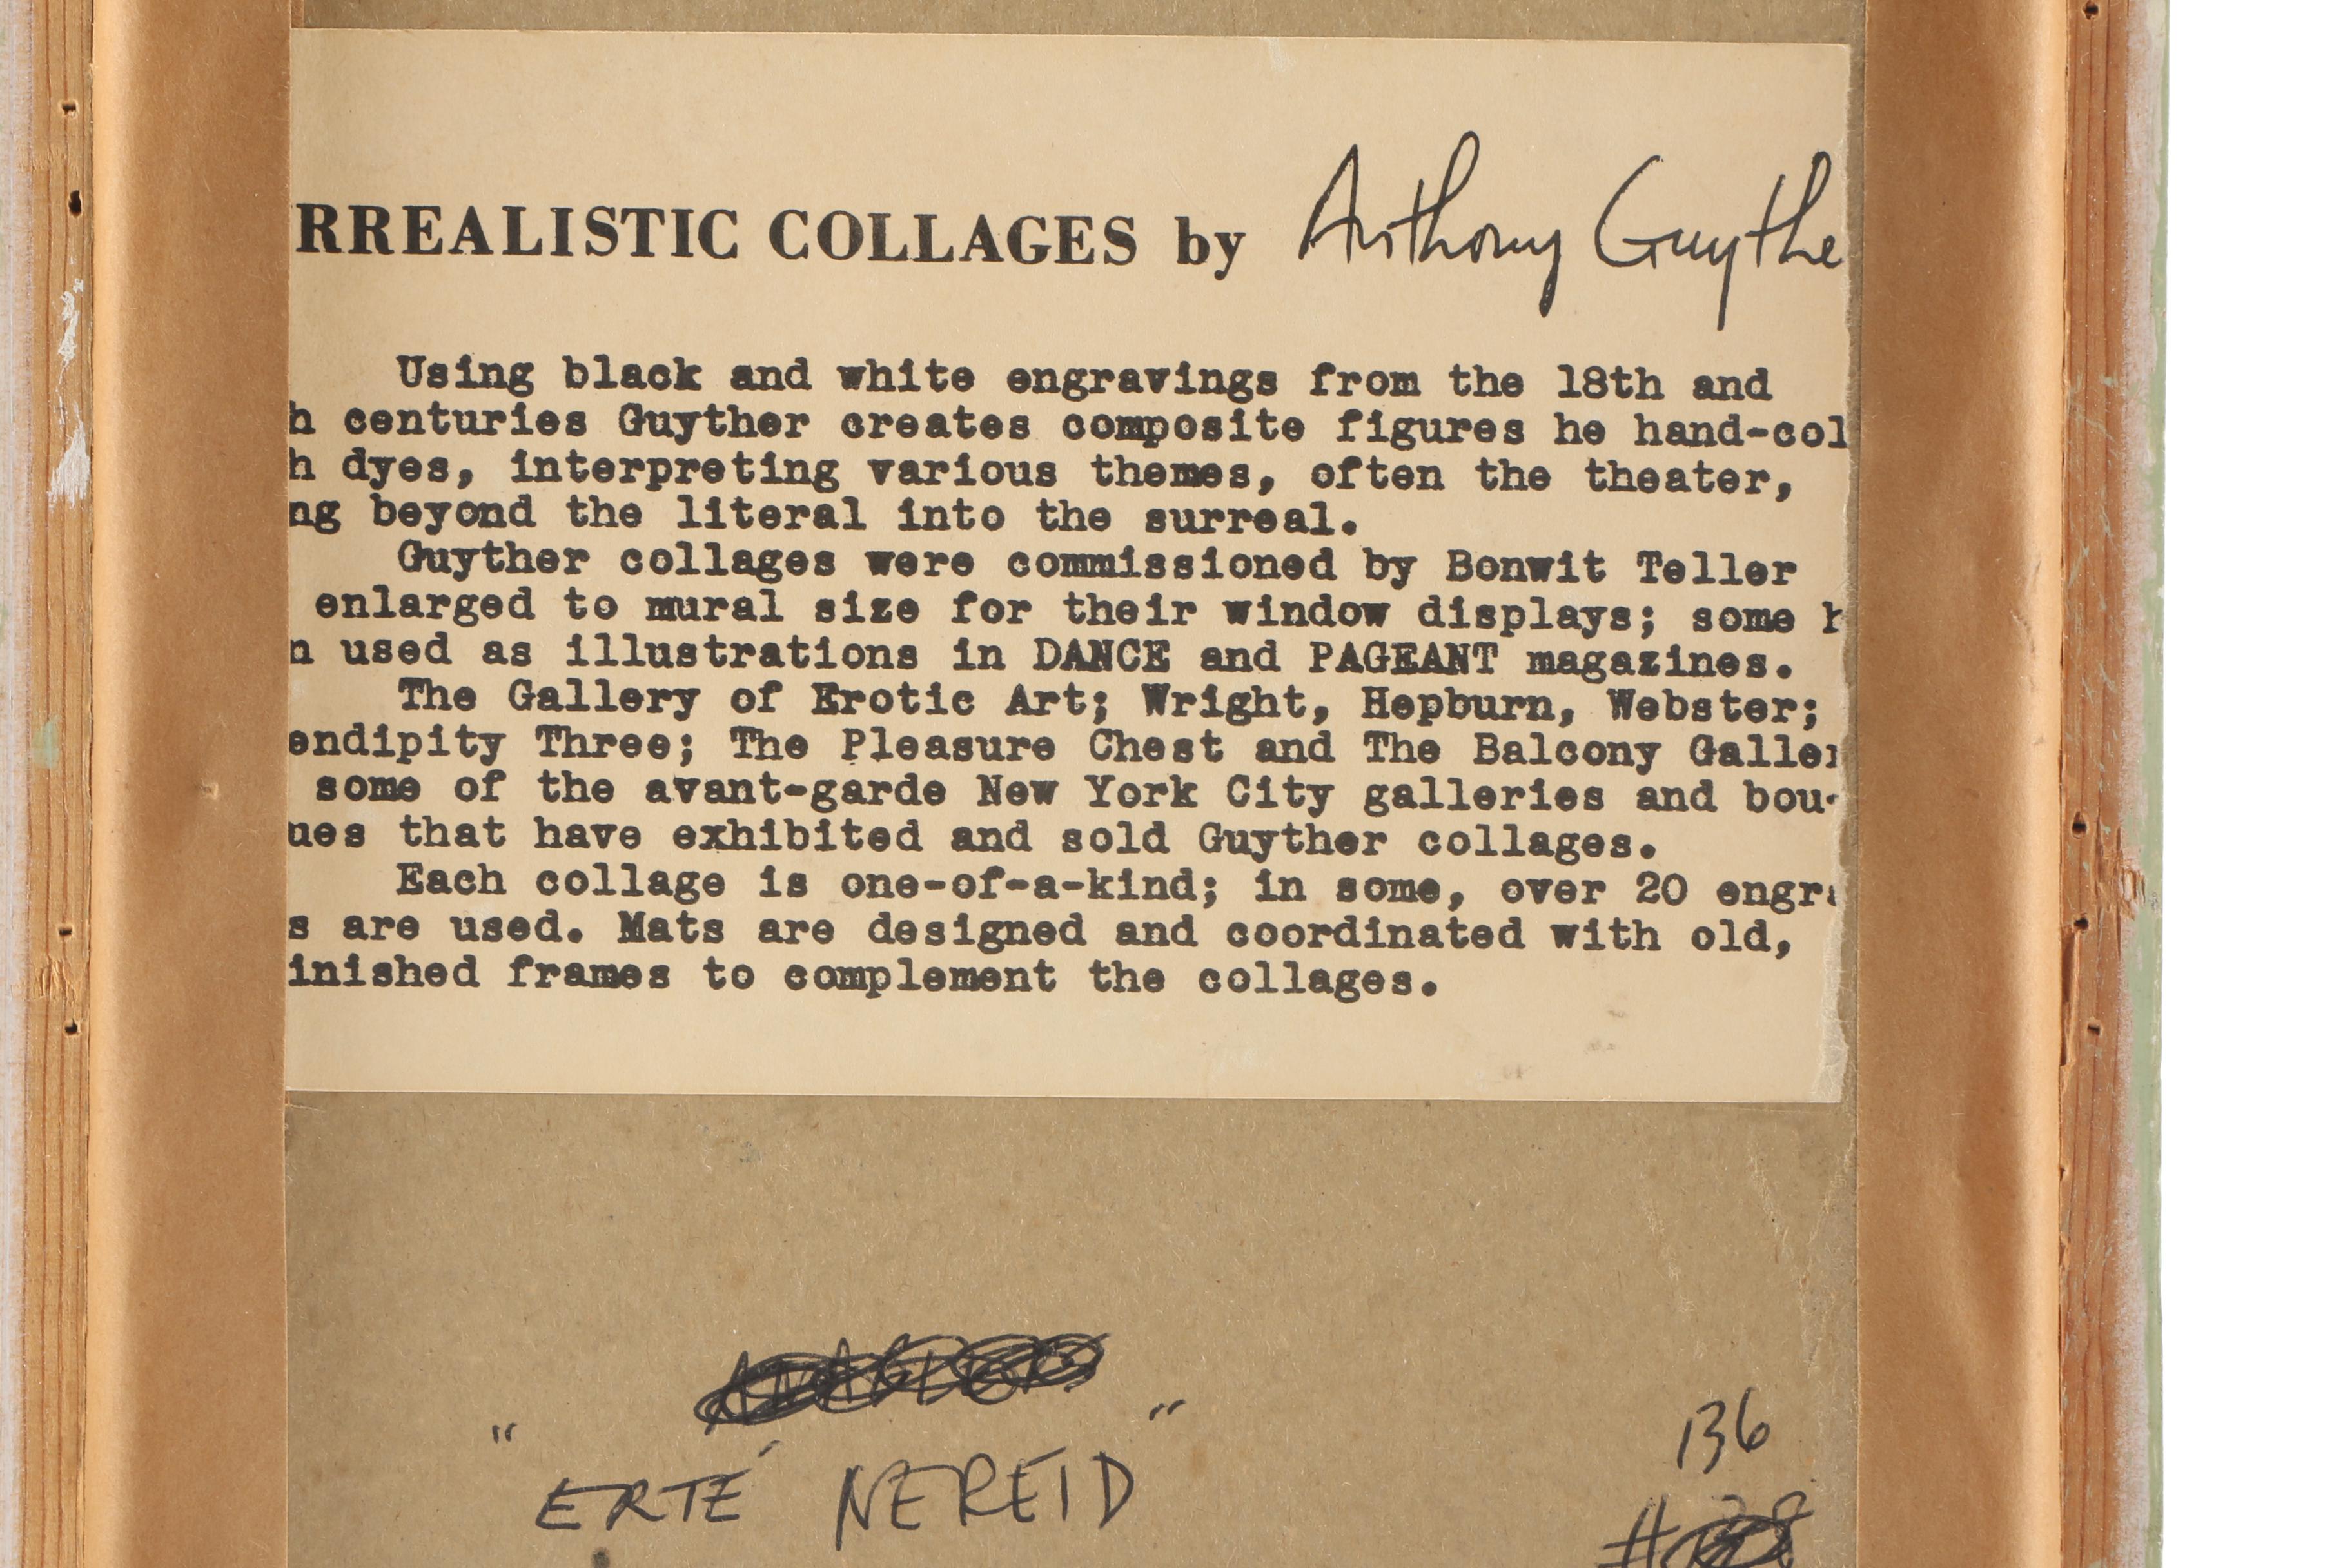 RREALISTIC COLLAGES by Anthony Guythe
Using black and white engravings from the 18th and
h centuries Guyther creates composite figures he hand-col
h dyes, interpreting various themes, often the theater,
ng beyond the literal into the surreal.
Guyther collages were commissioned by Bonwit Teller
enlarged to mural size for their window displays; some h
n used as illustrations in DANCE and PAGEANT magazines.
The Gallery of Erotic Art; Wright, Hepburn, Webster;
endipity Three; The Pleasure Chest and The Balcony Galler
some of the avant-garde New York City galleries and bou-
ues that have exhibited and sold Guyther collages.
Each collage is one-of-a-kind; in some, over 20 engra
s are used. Mats are designed and coordinated with old,
inished frames to complement the collages.
"ERTÉ NEREID"
136
#